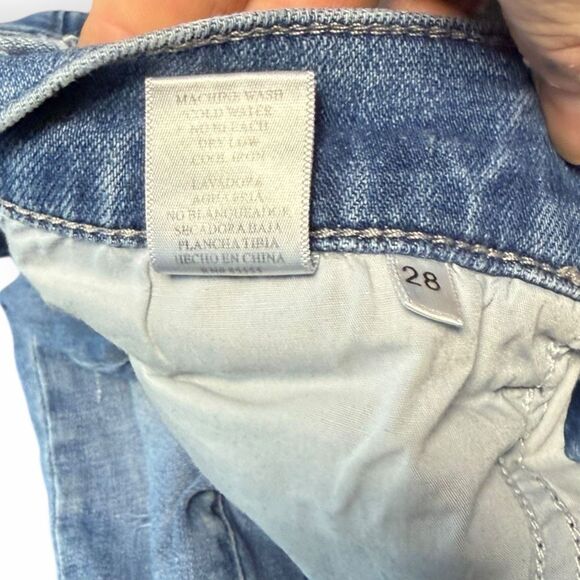 MACHINE WASH
COLD WATER
NO BLEACH
DRY LOW
COOL IRON
LAVADORA
AGUA FRIA
NO BLANQUEADOR
SECADORA BAJA
PLANCHA TIBIA
HECHO EN CHINA
28